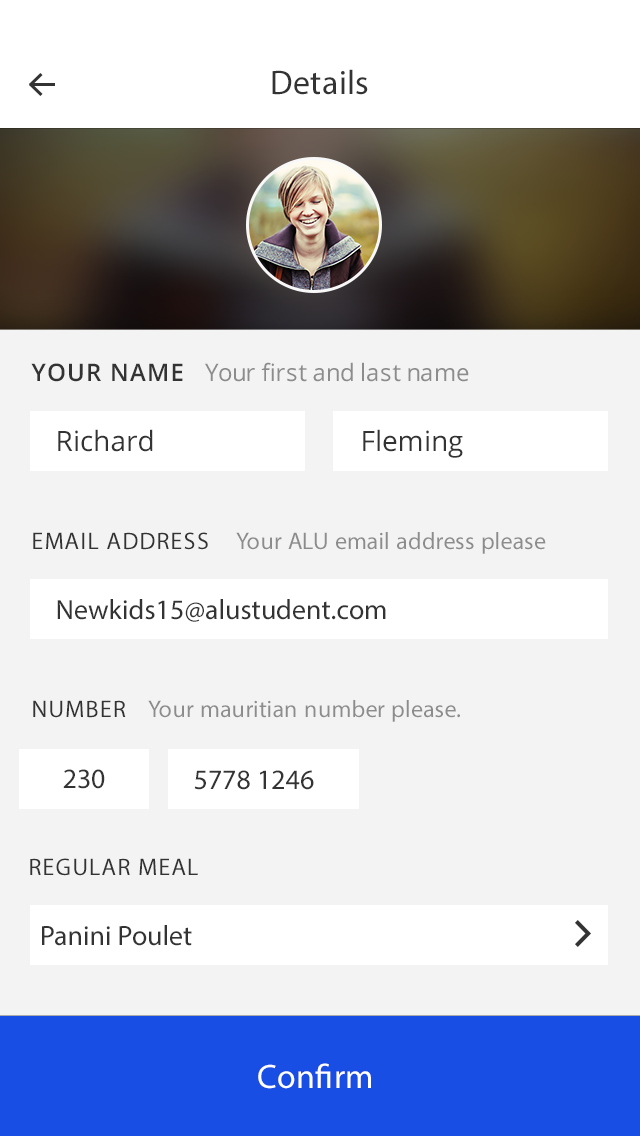 Details
YOUR NAME Your first and last name
Richard Fleming
EMAIL ADDRESS Your ALU email address please
Newkids15@alustudent.com
NUMBER Your mauritian number please.
230 5778 1246
REGULAR MEAL
Panini Poulet
Confirm